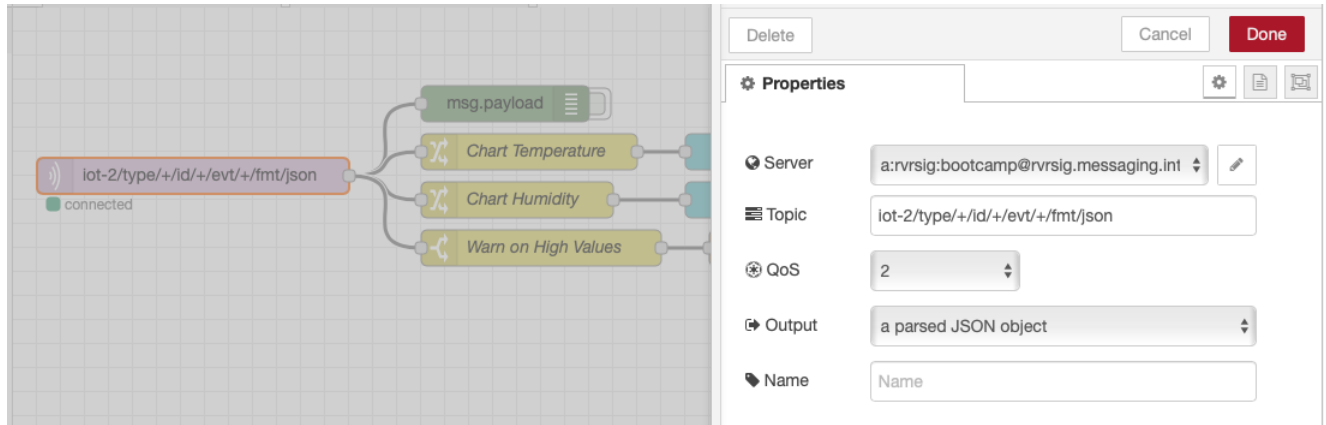 Delete
Cancel
Done
Properties
msg.payload
Chart Temperature
iot-2/type/+/id/+/evt/+/fmt/json
connected
Chart Humidity
Warn on High Values
Server
a:rvrsig:bootcamp@rvrsig.messaging.int
Topic
iot-2/type/+/id/+/evt/+/fmt/json
QoS
2
Output
a parsed JSON object
Name
Name